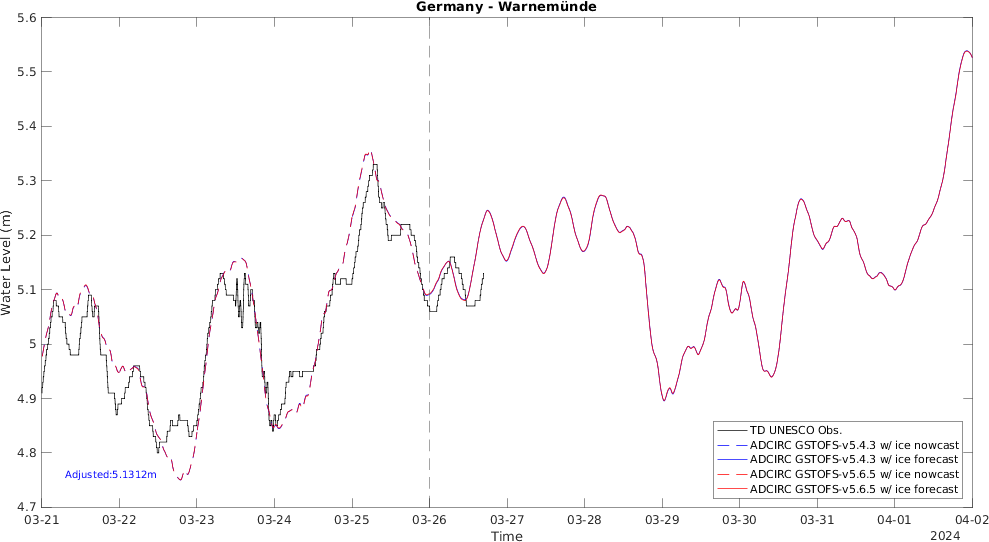 Germany - Warnemünde
5.6
5.5
5.4
5.3
5.2
5.1
5
4.9
4.8
4.7
Water Level (m)
Adjusted:5.1312m
TD UNESCO Obs.
ADCIRC GSTOFS-v5.4.3 w/ ice nowcast
ADCIRC GSTOFS-v5.4.3 w/ ice forecast
ADCIRC GSTOFS-v5.6.5 w/ ice nowcast
ADCIRC GSTOFS-v5.6.5 w/ ice forecast
03-21 03-22 03-23 03-24 03-25 03-26 03-27 03-28 03-29 03-30 03-31 04-01 04-02
Time
2024